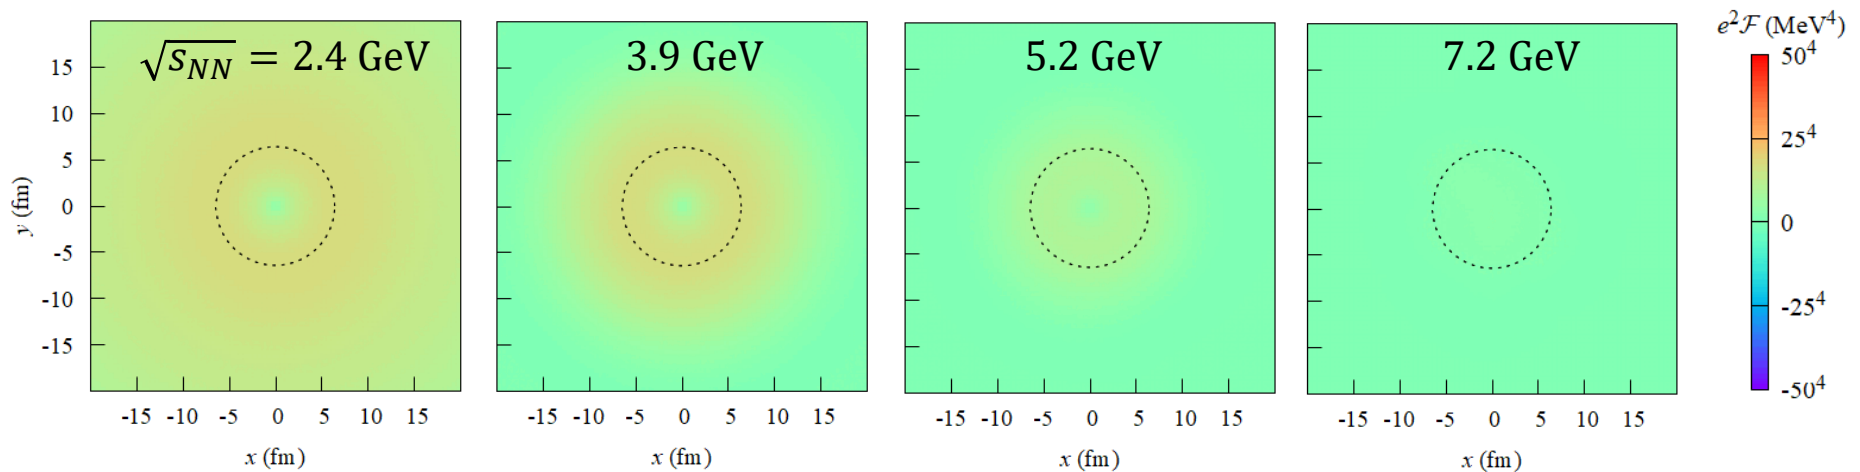 √s_NN = 2.4 GeV
3.9 GeV
5.2 GeV
7.2 GeV
e²ℱ (MeV⁴)
50⁴
25⁴
0
-25⁴
-50⁴
y (fm)
15
10
5
0
-5
-10
-15
-15 -10 -5 0 5 10 15
-15 -10 -5 0 5 10 15
-15 -10 -5 0 5 10 15
-15 -10 -5 0 5 10 15
x (fm)
x (fm)
x (fm)
x (fm)